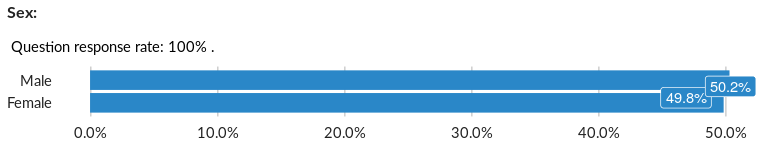 Sex:
Question response rate: 100% .
Male 50.2%
Female 49.8%
0.0% 10.0% 20.0% 30.0% 40.0% 50.0%